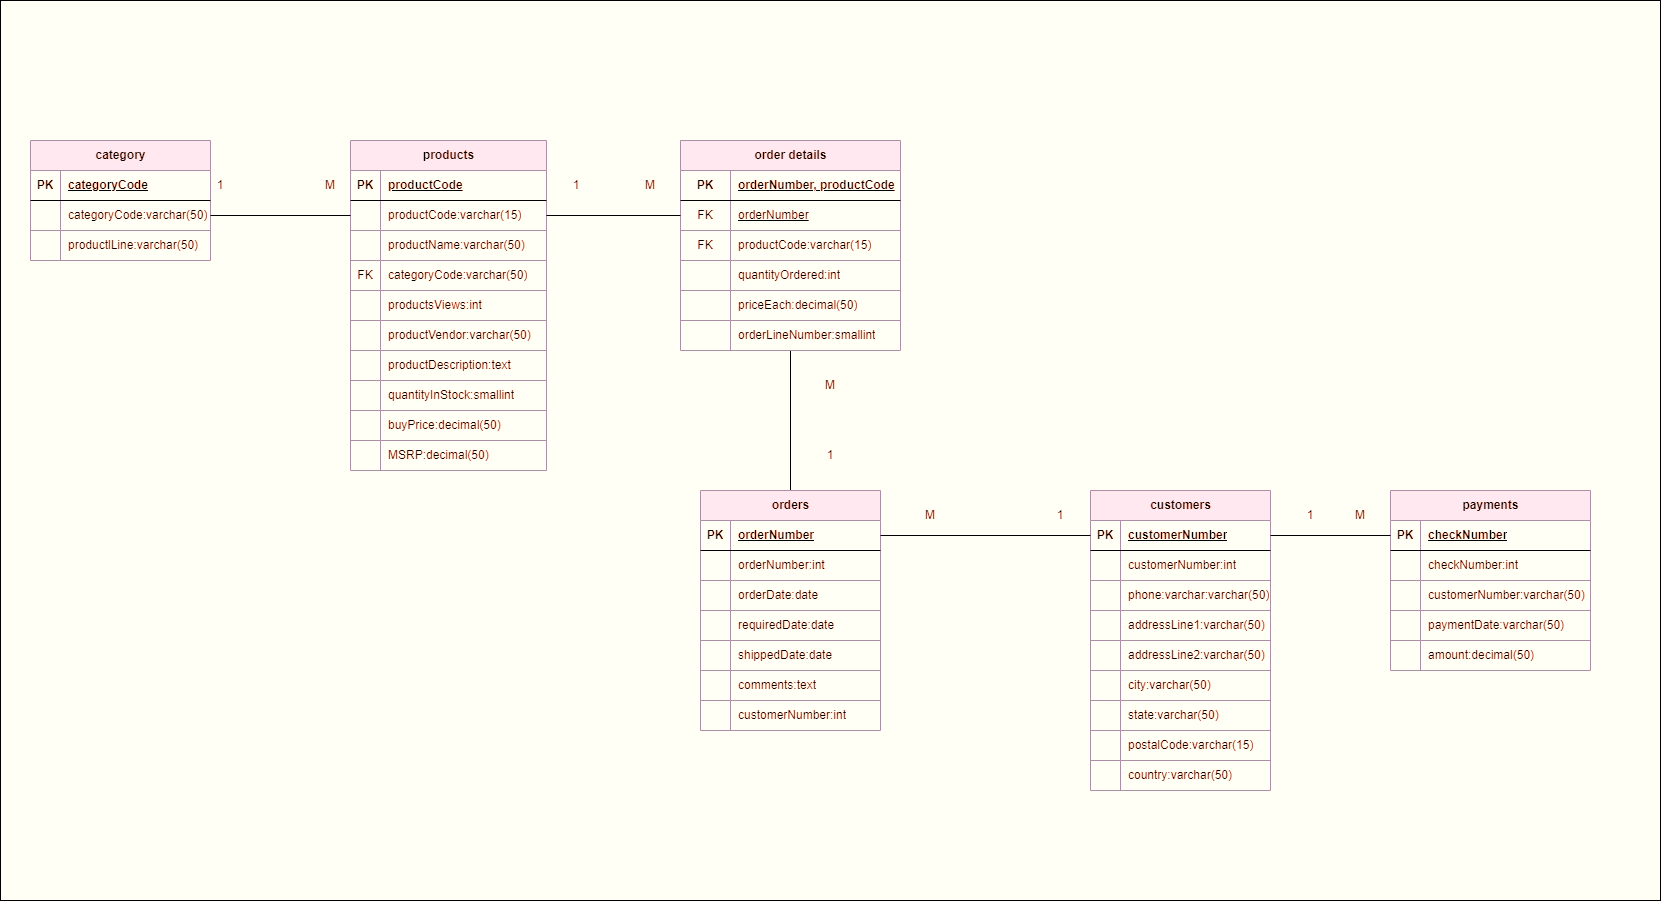 category
PK categoryCode
categoryCode:varchar(50)
productlLine:varchar(50)
1 M
products
PK productCode
productCode:varchar(15)
productName:varchar(50)
FK categoryCode:varchar(50)
productsViews:int
productVendor:varchar(50)
productDescription:text
quantityInStock:smallint
buyPrice:decimal(50)
MSRP:decimal(50)
1 M
order details
PK orderNumber, productCode
FK orderNumber
FK productCode:varchar(15)
quantityOrdered:int
priceEach:decimal(50)
orderLineNumber:smallint
M
1
orders
PK orderNumber
orderNumber:int
orderDate:date
requiredDate:date
shippedDate:date
comments:text
customerNumber:int
M 1
customers
PK customerNumber
customerNumber:int
phone:varchar:varchar(50)
addressLine1:varchar(50)
addressLine2:varchar(50)
city:varchar(50)
state:varchar(50)
postalCode:varchar(15)
country:varchar(50)
1 M
payments
PK checkNumber
checkNumber:int
customerNumber:varchar(50)
paymentDate:varchar(50)
amount:decimal(50)